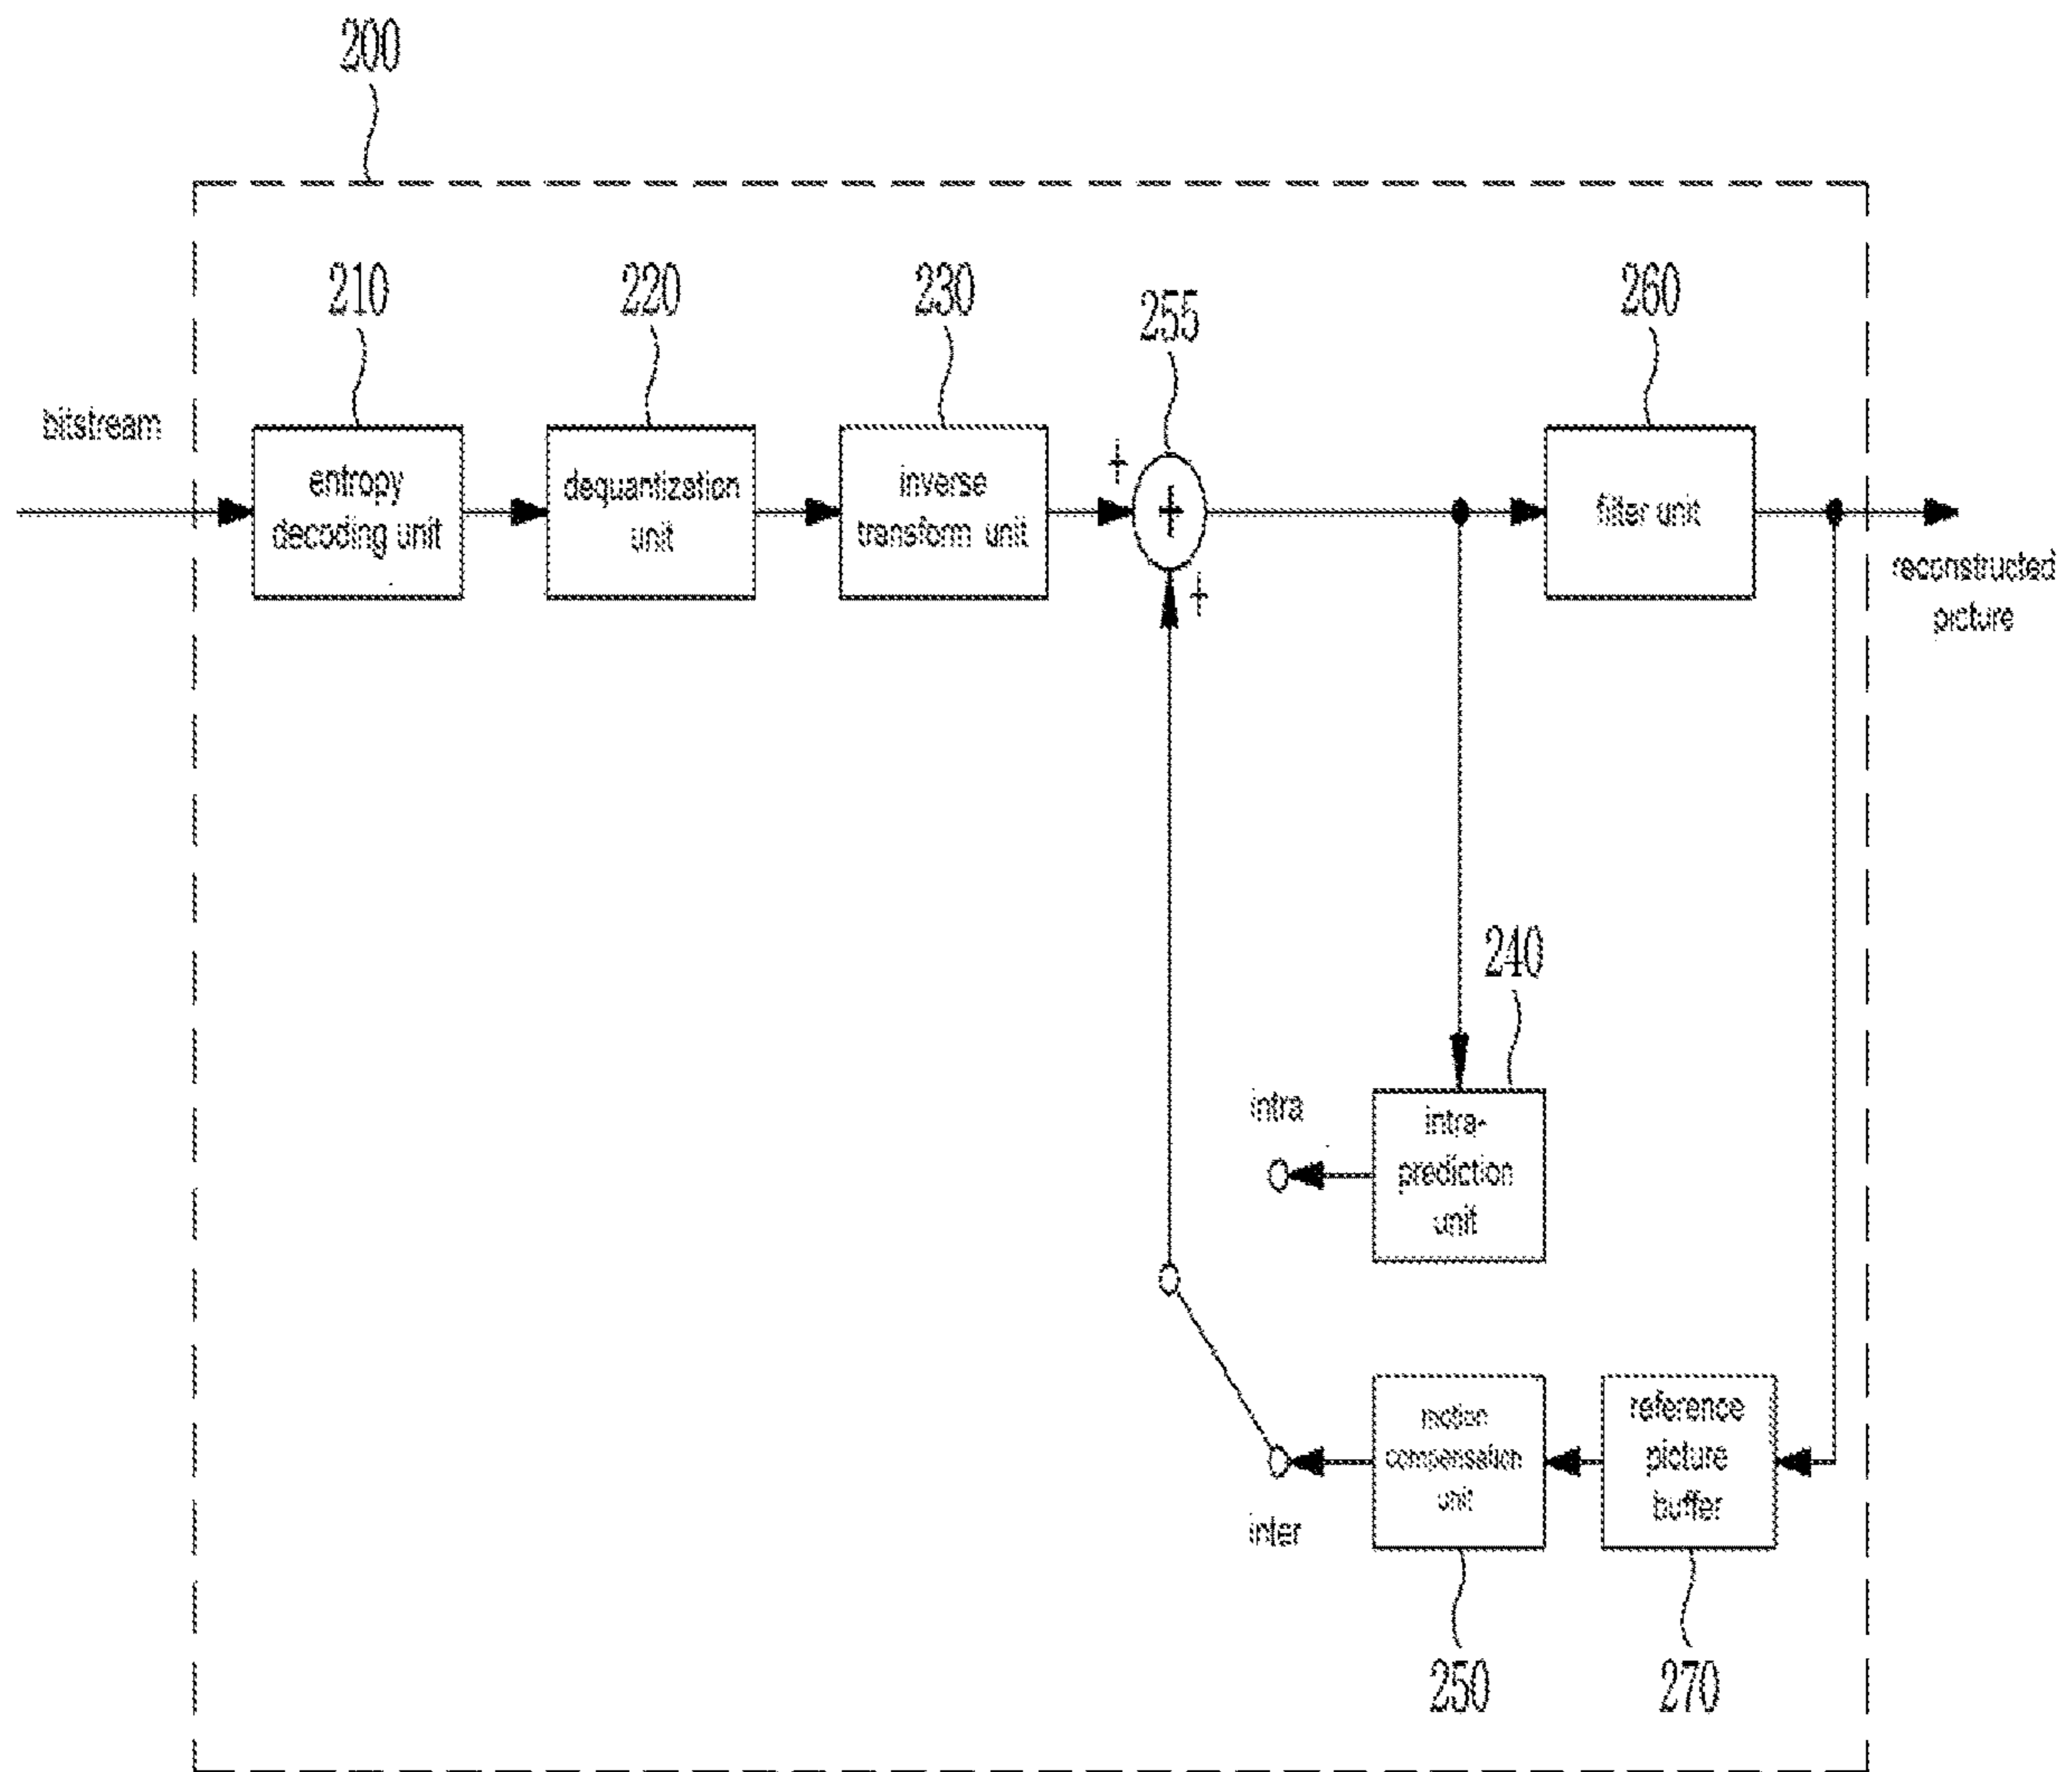 200
210
220
230
255
260
bitstream
entropy
decoding unit
dequantization
unit
inverse
transform unit
+
+
+
filter unit
reconstructed
picture
240
intra
intra-
prediction
unit
motion
compensation
unit
reference
picture
buffer
inter
250
270